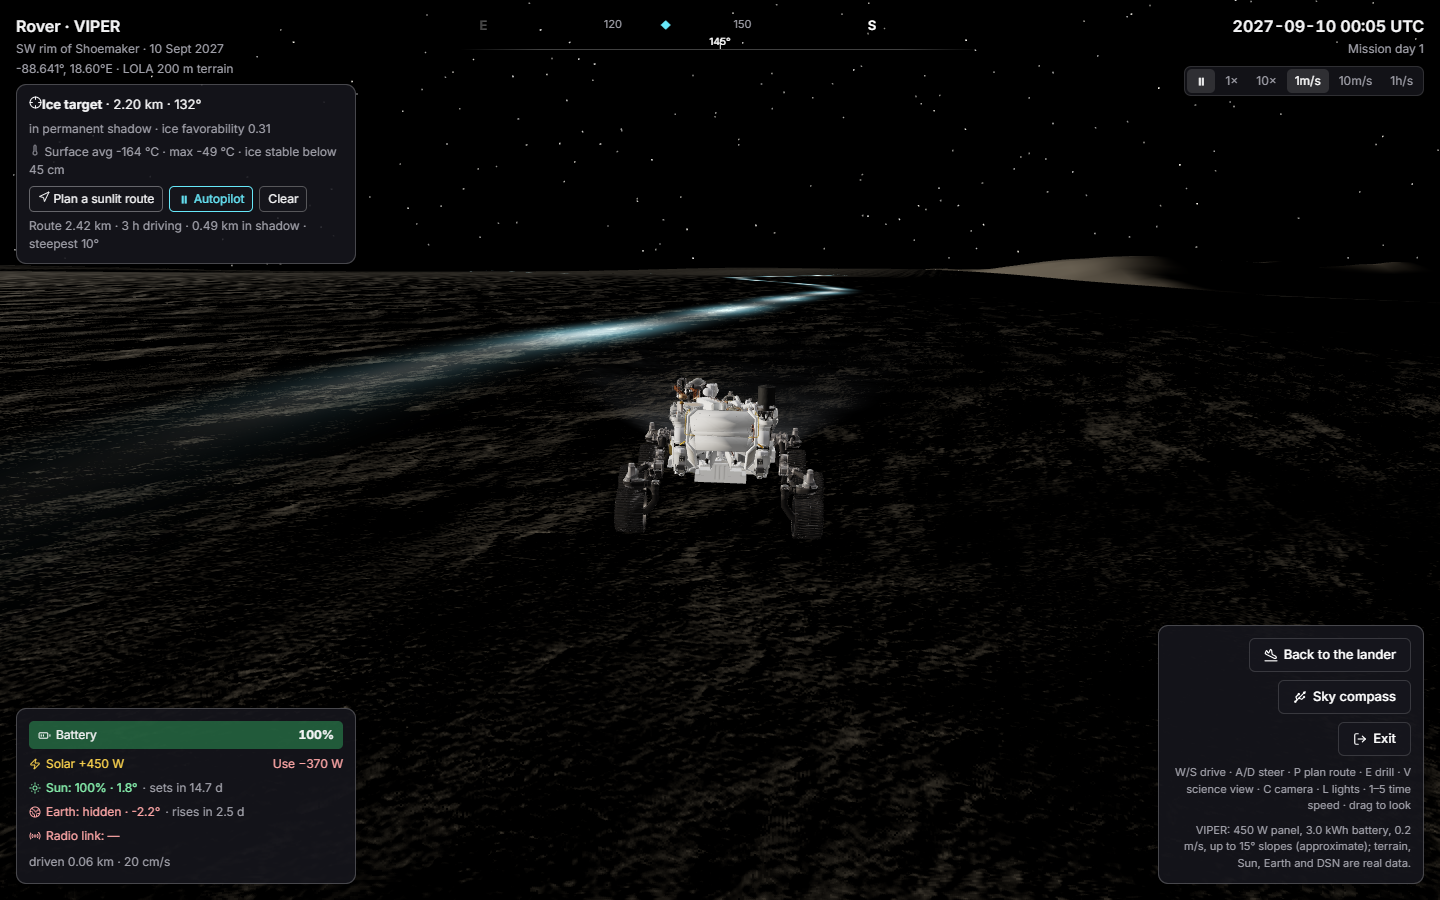 Rover · VIPER
SW rim of Shoemaker · 10 Sept 2027
-88.641°, 18.60°E · LOLA 200 m terrain
Ice target · 2.20 km · 132°
in permanent shadow · ice favorability 0.31
Surface avg -164 °C · max -49 °C · ice stable below
45 cm
Plan a sunlit route
Autopilot
Clear
Route 2.42 km · 3 h driving · 0.49 km in shadow ·
steepest 10°
E 120 150 S
145°
2027-09-10 00:05 UTC
Mission day 1
1× 10× 1m/s 10m/s 1h/s
Battery 100%
Solar +450 W Use −370 W
Sun: 100% · 1.8° · sets in 14.7 d
Earth: hidden · -2.2° · rises in 2.5 d
Radio link: —
driven 0.06 km · 20 cm/s
Back to the lander
Sky compass
Exit
W/S drive · A/D steer · P plan route · E drill · V
science view · C camera · L lights · 1–5 time
speed · drag to look
VIPER: 450 W panel, 3.0 kWh battery, 0.2
m/s, up to 15° slopes (approximate); terrain,
Sun, Earth and DSN are real data.